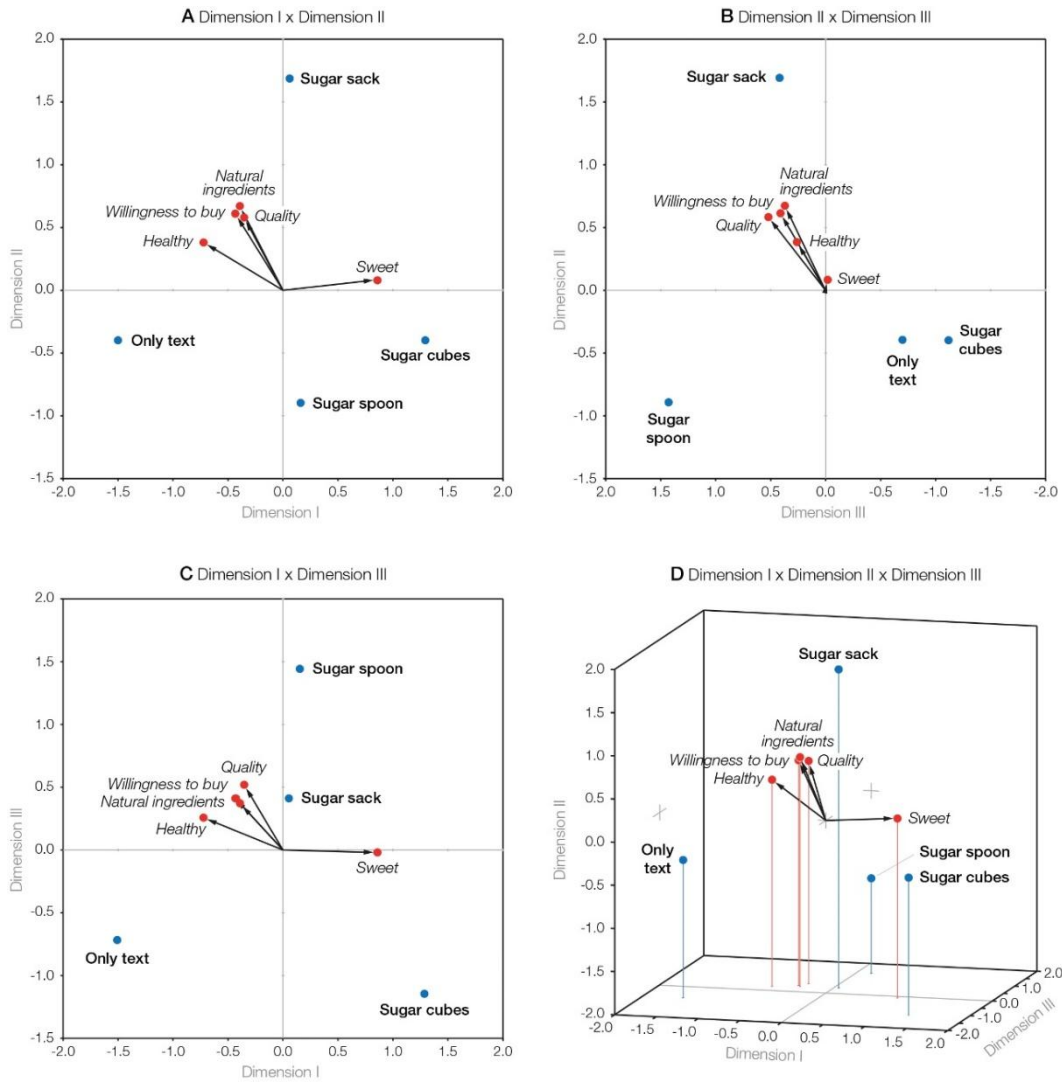 A Dimension I x Dimension II
2.0
1.5
1.0
0.5
0.0
-0.5
-1.0
-1.5
Dimension II
Sugar sack
Natural
ingredients
Willingness to buy
Quality
Healthy
Sweet
Only text
Sugar cubes
Sugar spoon
-2.0 -1.5 -1.0 -0.5 0.0 0.5 1.0 1.5 2.0
Dimension I
B Dimension II x Dimension III
2.0
1.5
1.0
0.5
0.0
-0.5
-1.0
-1.5
Dimension II
Sugar sack
Natural
ingredients
Willingness to buy
Quality
Healthy
Sweet
Only
text
Sugar
cubes
Sugar
spoon
2.0 1.5 1.0 0.5 0.0 -0.5 -1.0 -1.5 -2.0
Dimension III
C Dimension I x Dimension III
2.0
1.5
1.0
0.5
0.0
-0.5
-1.0
-1.5
Dimension III
Sugar spoon
Quality
Willingness to buy
Natural ingredients
Sugar sack
Healthy
Sweet
Only text
Sugar cubes
-2.0 -1.5 -1.0 -0.5 0.0 0.5 1.0 1.5 2.0
Dimension I
D Dimension I x Dimension II x Dimension III
2.0
1.5
1.0
0.5
0.0
-0.5
-1.0
-1.5
-2.0
Dimension II
Sugar sack
Natural
ingredients
Willingness to buy
Quality
Healthy
Sweet
Only
text
Sugar spoon
Sugar cubes
-2.0 -1.5 -1.0 -0.5 0.0 0.5 1.0 1.5 2.0
Dimension I
-2.0
-1.0
0.0
1.0
2.0
Dimension III